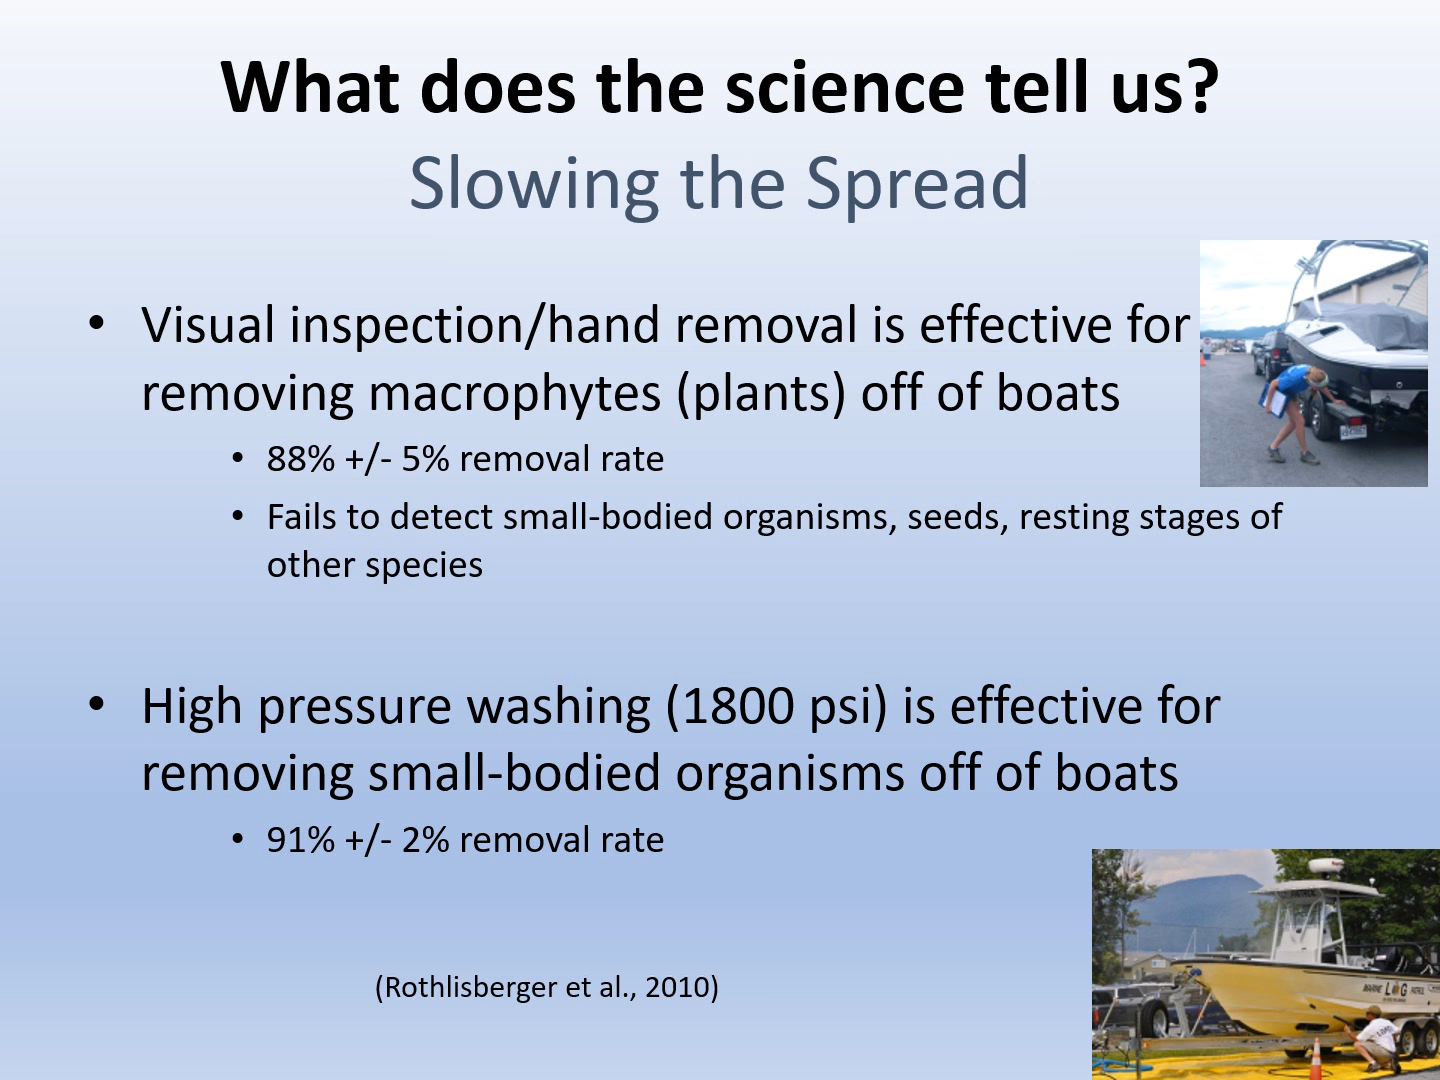 What does the science tell us?
Slowing the Spread
• Visual inspection/hand removal is effective for
removing macrophytes (plants) off of boats
• 88% +/- 5% removal rate
• Fails to detect small-bodied organisms, seeds, resting stages of
other species
• High pressure washing (1800 psi) is effective for
removing small-bodied organisms off of boats
• 91% +/- 2% removal rate
(Rothlisberger et al., 2010)
MARINE L G PATROL